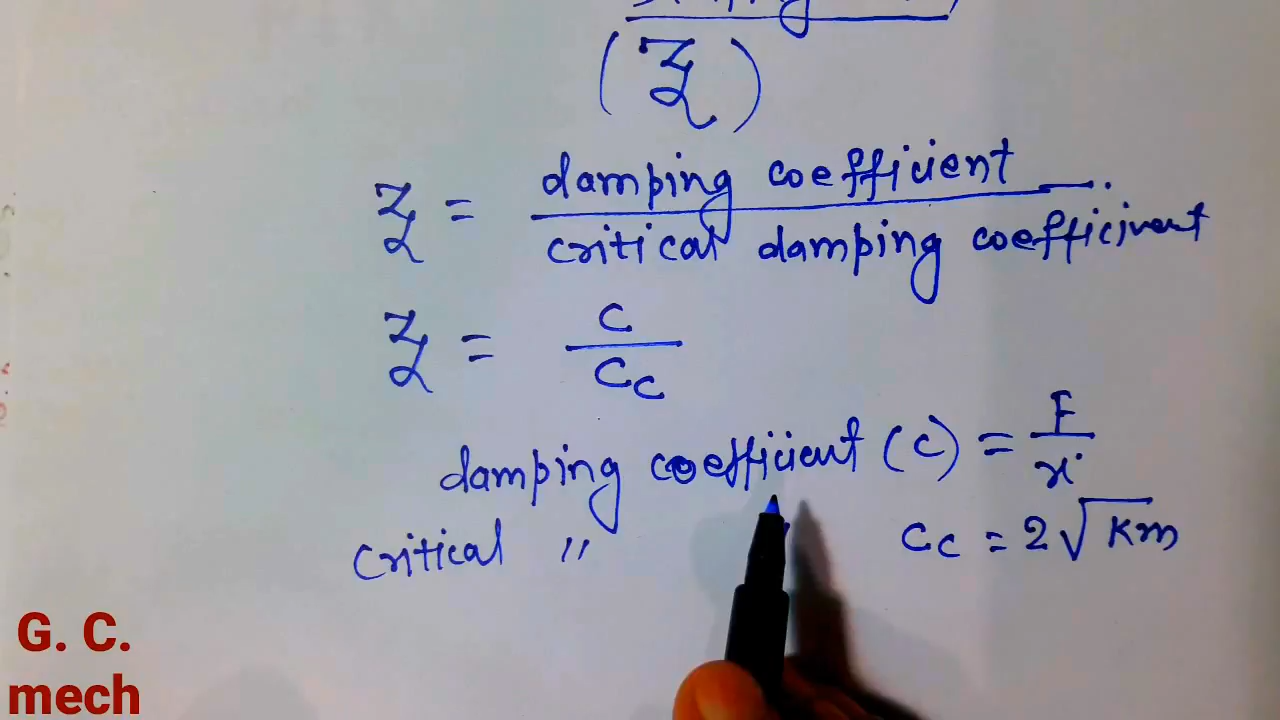 (ξ)
ξ = damping coefficient
critical damping coefficient
ξ = c
Cc
damping coefficient (c) = F
ẋ
critical " " Cc = 2√Km
G. C.
mech